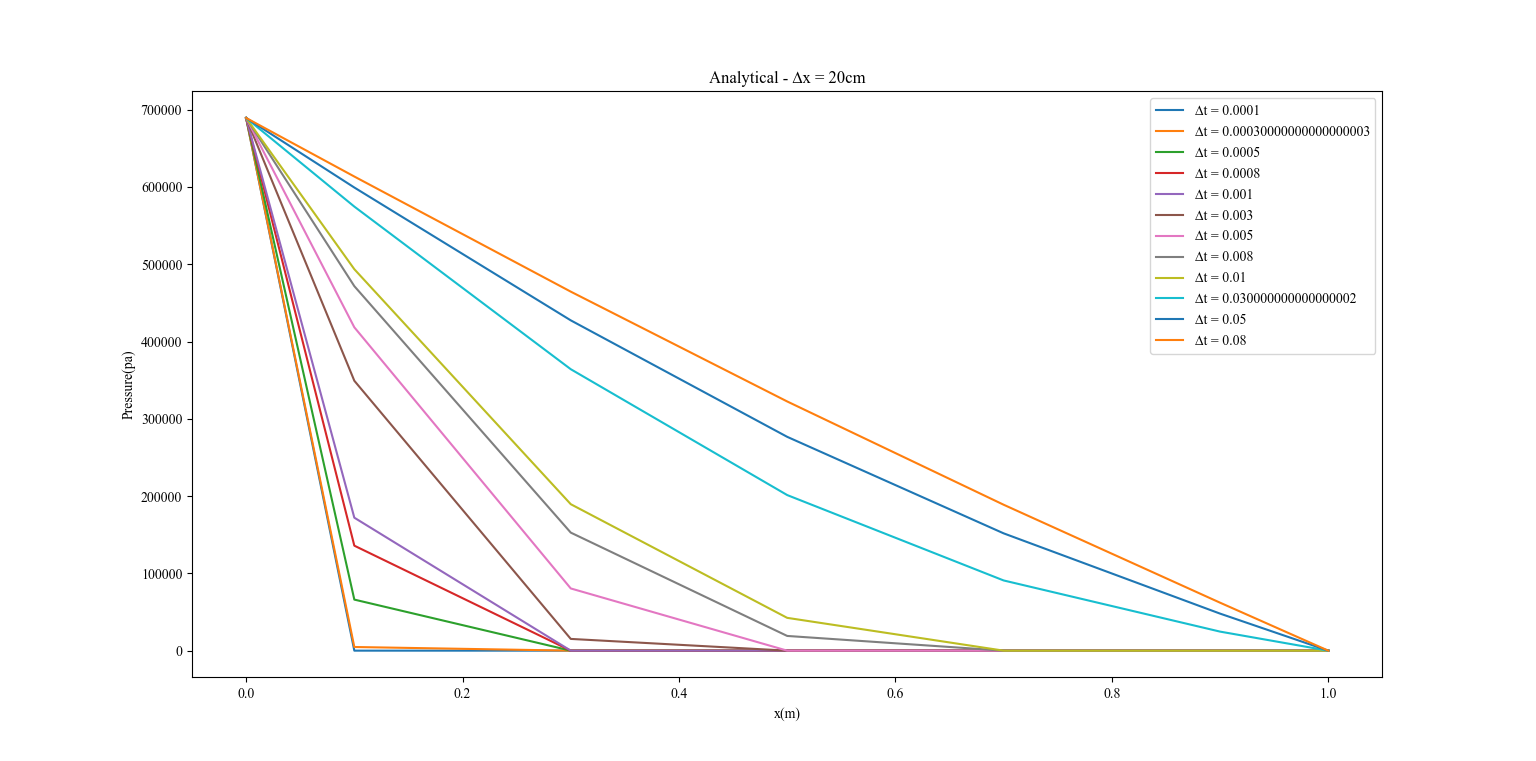 Analytical - Δx = 20cm
700000
600000
500000
400000
300000
200000
100000
0
Pressure(pa)
0.0
0.2
0.4
0.6
0.8
1.0
x(m)
Δt = 0.0001
Δt = 0.00030000000000000003
Δt = 0.0005
Δt = 0.0008
Δt = 0.001
Δt = 0.003
Δt = 0.005
Δt = 0.008
Δt = 0.01
Δt = 0.030000000000000002
Δt = 0.05
Δt = 0.08